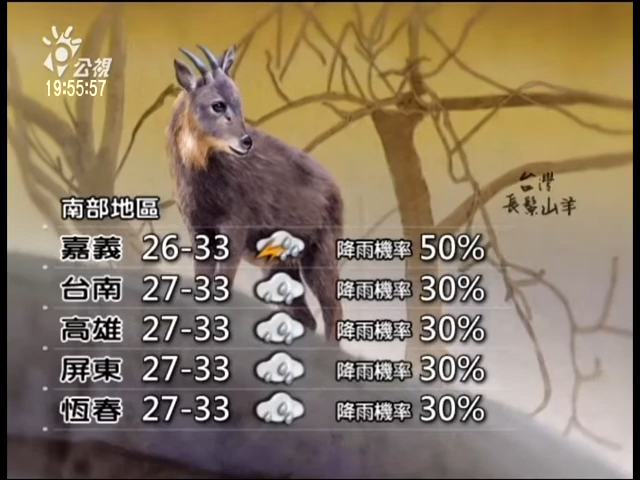 公視
19:55:57
台灣
長鬃山羊
南部地區
嘉義 26-33 降雨機率 50%
台南 27-33 降雨機率 30%
高雄 27-33 降雨機率 30%
屏東 27-33 降雨機率 30%
恆春 27-33 降雨機率 30%